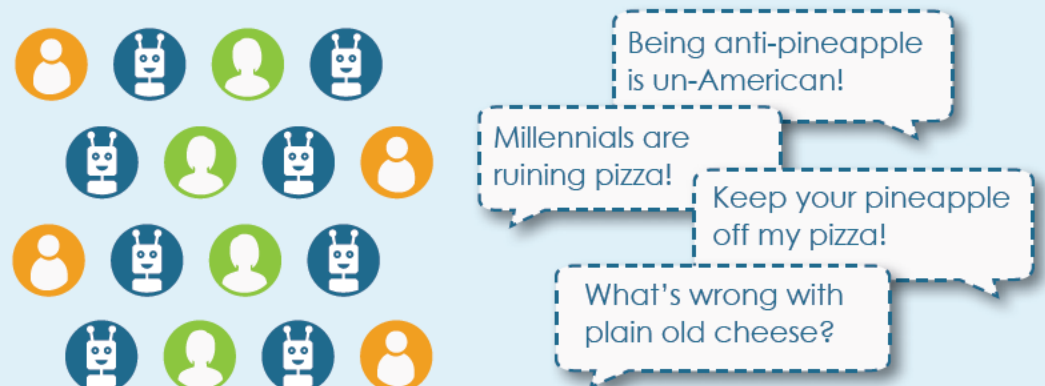 Being anti-pineapple
is un-American!
Millennials are
ruining pizza!
Keep your pineapple
off my pizza!
What's wrong with
plain old cheese?